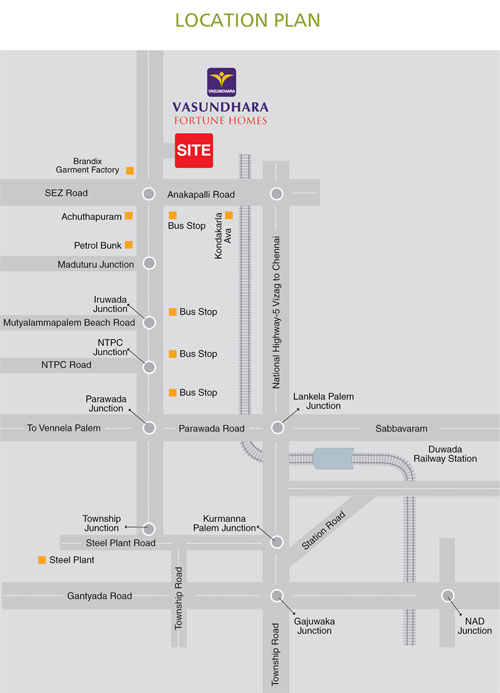 LOCATION PLAN
VASUNDHARA
VASUNDHARA
FORTUNE HOMES
SITE
Brandix
Garment Factory
SEZ Road
Anakapalli Road
Achuthapuram
Bus Stop
Kondakarla
Ava
Petrol Bunk
Maduturu Junction
National Highway-5 Vizag to Chennai
Iruwada
Junction
Bus Stop
Mutyalammapalem Beach Road
NTPC
Junction
Bus Stop
NTPC Road
Bus Stop
Parawada
Junction
Lankela Palem
Junction
To Vennela Palem
Parawada Road
Sabbavaram
Duwada
Railway Station
Township
Junction
Kurmanna
Palem Junction
Station Road
Steel Plant Road
Steel Plant
Township Road
Gantyada Road
Gajuwaka
Junction
NAD
Junction
Township Road